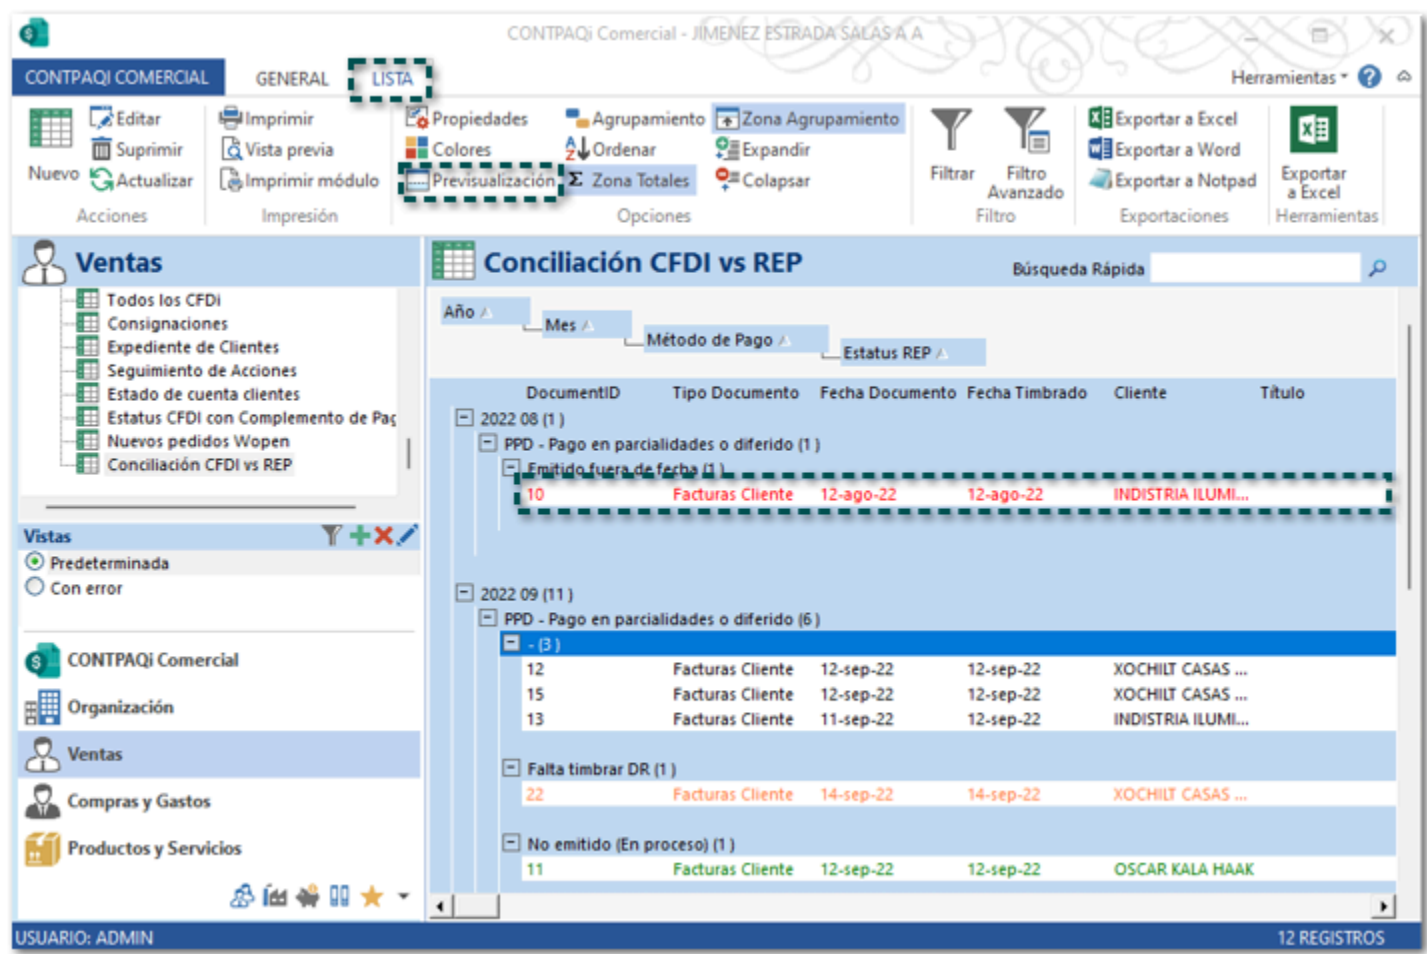 CONTPAQi Comercial - JIMENEZ ESTRADA SALAS A A
CONTPAQI COMERCIAL GENERAL LISTA Herramientas
Nuevo
Editar
Suprimir
Actualizar
Acciones
Imprimir
Vista previa
Imprimir módulo
Impresión
Propiedades
Colores
Previsualización
Agrupamiento
Ordenar
Zona Totales
Zona Agrupamiento
Expandir
Colapsar
Opciones
Filtrar
Filtro
Avanzado
Filtro
Exportar a Excel
Exportar a Word
Exportar a Notpad
Exportaciones
Exportar
a Excel
Herramientas
Ventas
Todos los CFDi
Consignaciones
Expediente de Clientes
Seguimiento de Acciones
Estado de cuenta clientes
Estatus CFDI con Complemento de Pag
Nuevos pedidos Wopen
Conciliación CFDI vs REP
Vistas
Predeterminada
Con error
CONTPAQi Comercial
Organización
Ventas
Compras y Gastos
Productos y Servicios
Conciliación CFDI vs REP
Búsqueda Rápida
Año
Mes
Método de Pago
Estatus REP
DocumentID Tipo Documento Fecha Documento Fecha Timbrado Cliente Título
2022 08 (1 )
PPD - Pago en parcialidades o diferido (1 )
Emitido fuera de fecha (1 )
10 Facturas Cliente 12-ago-22 12-ago-22 INDISTRIA ILUMI...
2022 09 (11 )
PPD - Pago en parcialidades o diferido (6 )
- (3 )
12 Facturas Cliente 12-sep-22 12-sep-22 XOCHILT CASAS ...
15 Facturas Cliente 12-sep-22 12-sep-22 XOCHILT CASAS ...
13 Facturas Cliente 11-sep-22 12-sep-22 INDISTRIA ILUMI...
Falta timbrar DR (1 )
22 Facturas Cliente 14-sep-22 14-sep-22 XOCHILT CASAS ...
No emitido (En proceso) (1 )
11 Facturas Cliente 12-sep-22 12-sep-22 OSCAR KALA HAAK
USUARIO: ADMIN 12 REGISTROS